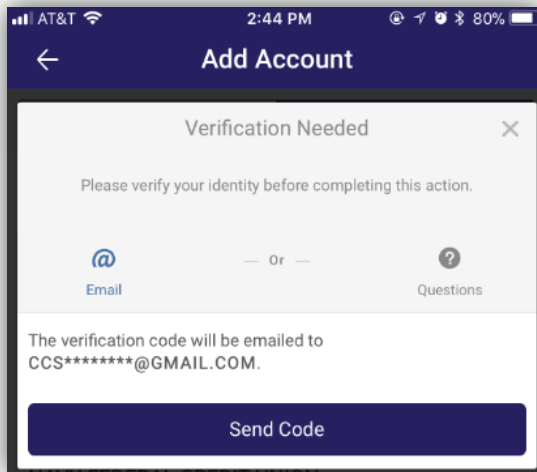 AT&T 2:44 PM 80%
Add Account
Verification Needed
Please verify your identity before completing this action.
@ — Or — ?
Email Questions
The verification code will be emailed to
CCS********@GMAIL.COM.
Send Code